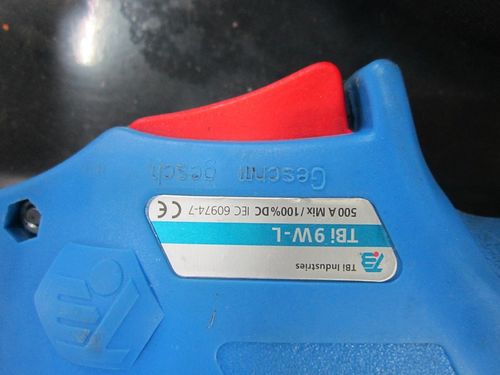 TBi Industries
TBi 9W-L
500 A Mix / 100% DC IEC 60974-7 CE